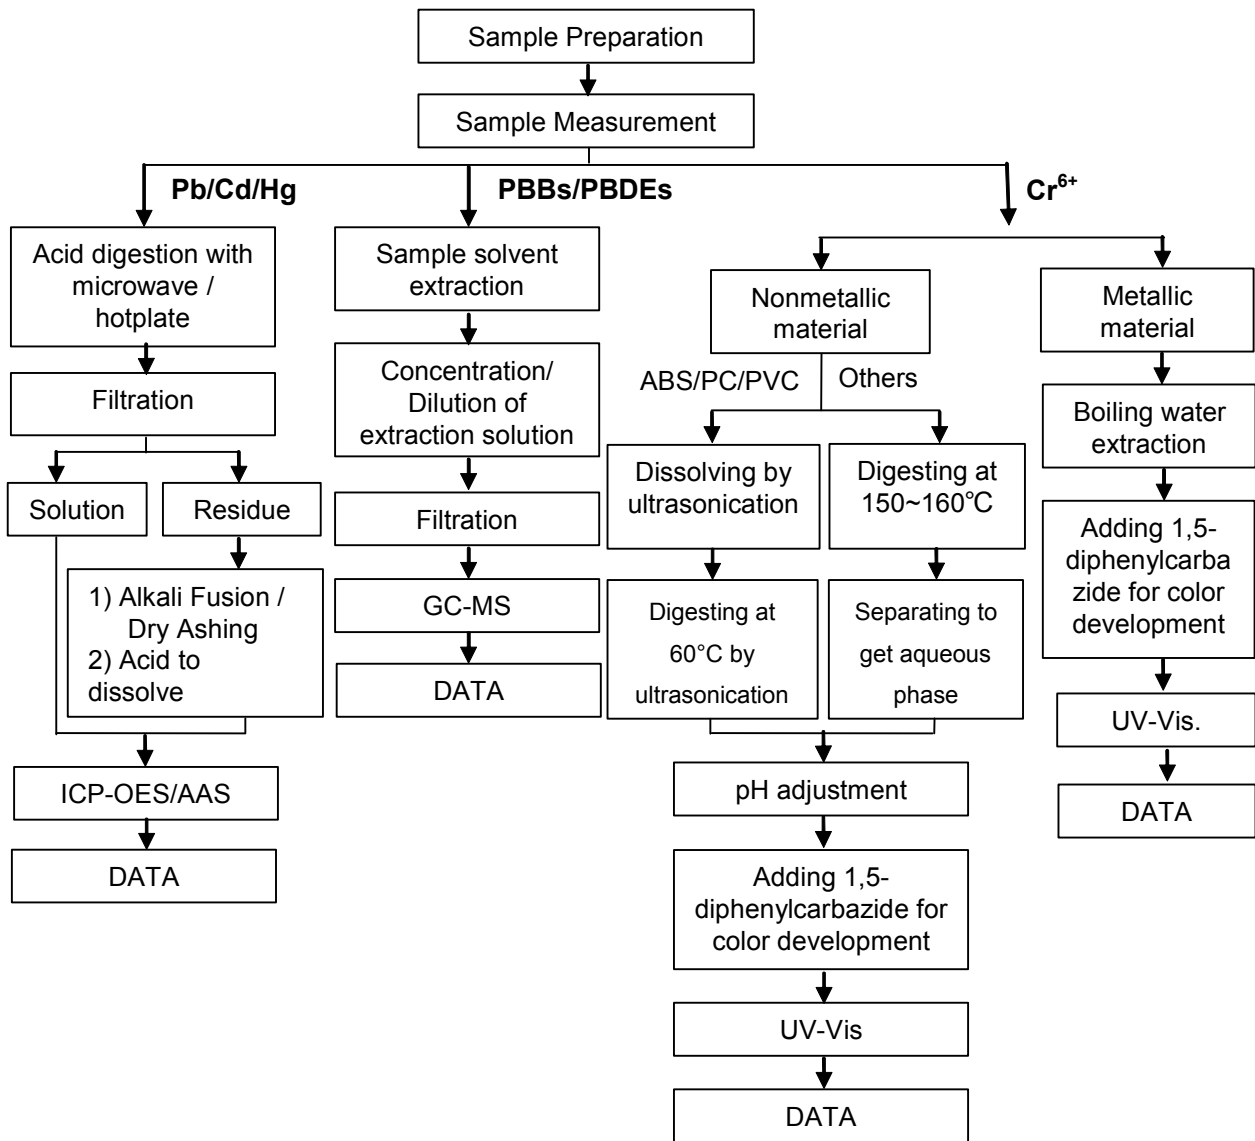 Sample Preparation
Sample Measurement
Pb/Cd/Hg
PBBs/PBDEs
Cr6+
Acid digestion with
microwave /
hotplate
Filtration
Solution
Residue
1) Alkali Fusion /
Dry Ashing
2) Acid to
dissolve
ICP-OES/AAS
DATA
Sample solvent
extraction
Concentration/
Dilution of
extraction solution
Filtration
GC-MS
DATA
Nonmetallic
material
ABS/PC/PVC
Others
Dissolving by
ultrasonication
Digesting at
60°C by
ultrasonication
Digesting at
150~160℃
Separating to
get aqueous
phase
pH adjustment
Adding 1,5-
diphenylcarbazide for
color development
UV-Vis
DATA
Metallic
material
Boiling water
extraction
Adding 1,5-
diphenylcarba
zide for color
development
UV-Vis.
DATA